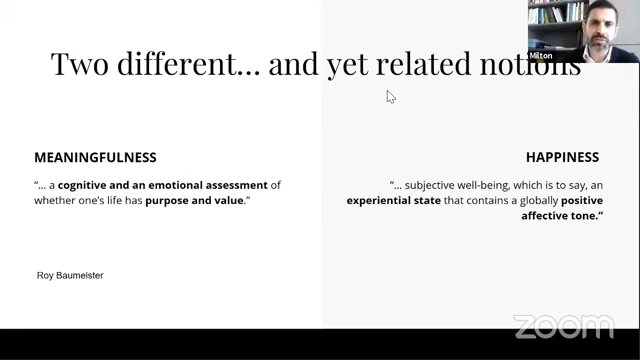 Two different... and yet related notions
Milton
MEANINGFULNESS
"... a cognitive and an emotional assessment of
whether one's life has purpose and value."
Roy Baumeister
HAPPINESS
"... subjective well-being, which is to say, an
experiential state that contains a globally positive
affective tone."
zoom